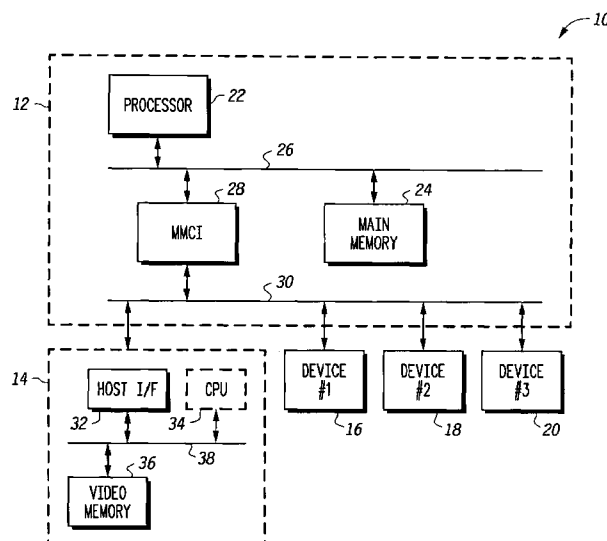 10
12
PROCESSOR
22
26
28
24
MMCI
MAIN
MEMORY
30
14
HOST I/F
CPU
DEVICE
#1
DEVICE
#2
DEVICE
#3
32
34
16
18
20
38
36
VIDEO
MEMORY